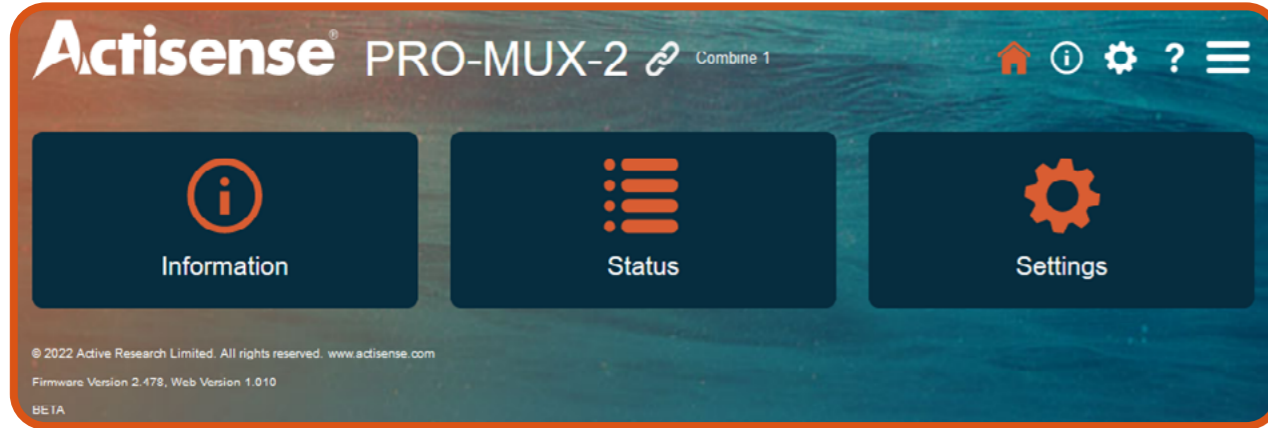 Actisense® PRO-MUX-2 Combine 1 ?
Information Status Settings
© 2022 Active Research Limited. All rights reserved. www.actisense.com
Firmware Version 2.478, Web Version 1.010
BETA